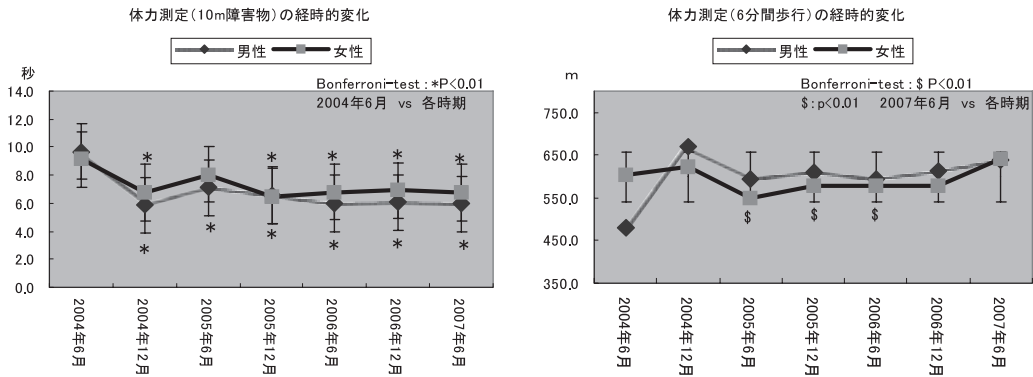 体力測定(10m障害物)の経時的変化
男性 女性
秒
Bonferroni-test : *P<0.01
2004年6月 vs 各時期
14.0
12.0
10.0
8.0
6.0
4.0
2.0
0.0
* * * * *
* * * * * *
2004年6月
2004年12月
2005年6月
2005年12月
2006年6月
2006年12月
2007年6月
体力測定(6分間歩行)の経時的変化
男性 女性
m
Bonferroni-test : $ P<0.01
$ : p<0.01 2007年6月 vs 各時期
750.0
650.0
550.0
450.0
350.0
$ $ $
2004年6月
2004年12月
2005年6月
2005年12月
2006年6月
2006年12月
2007年6月